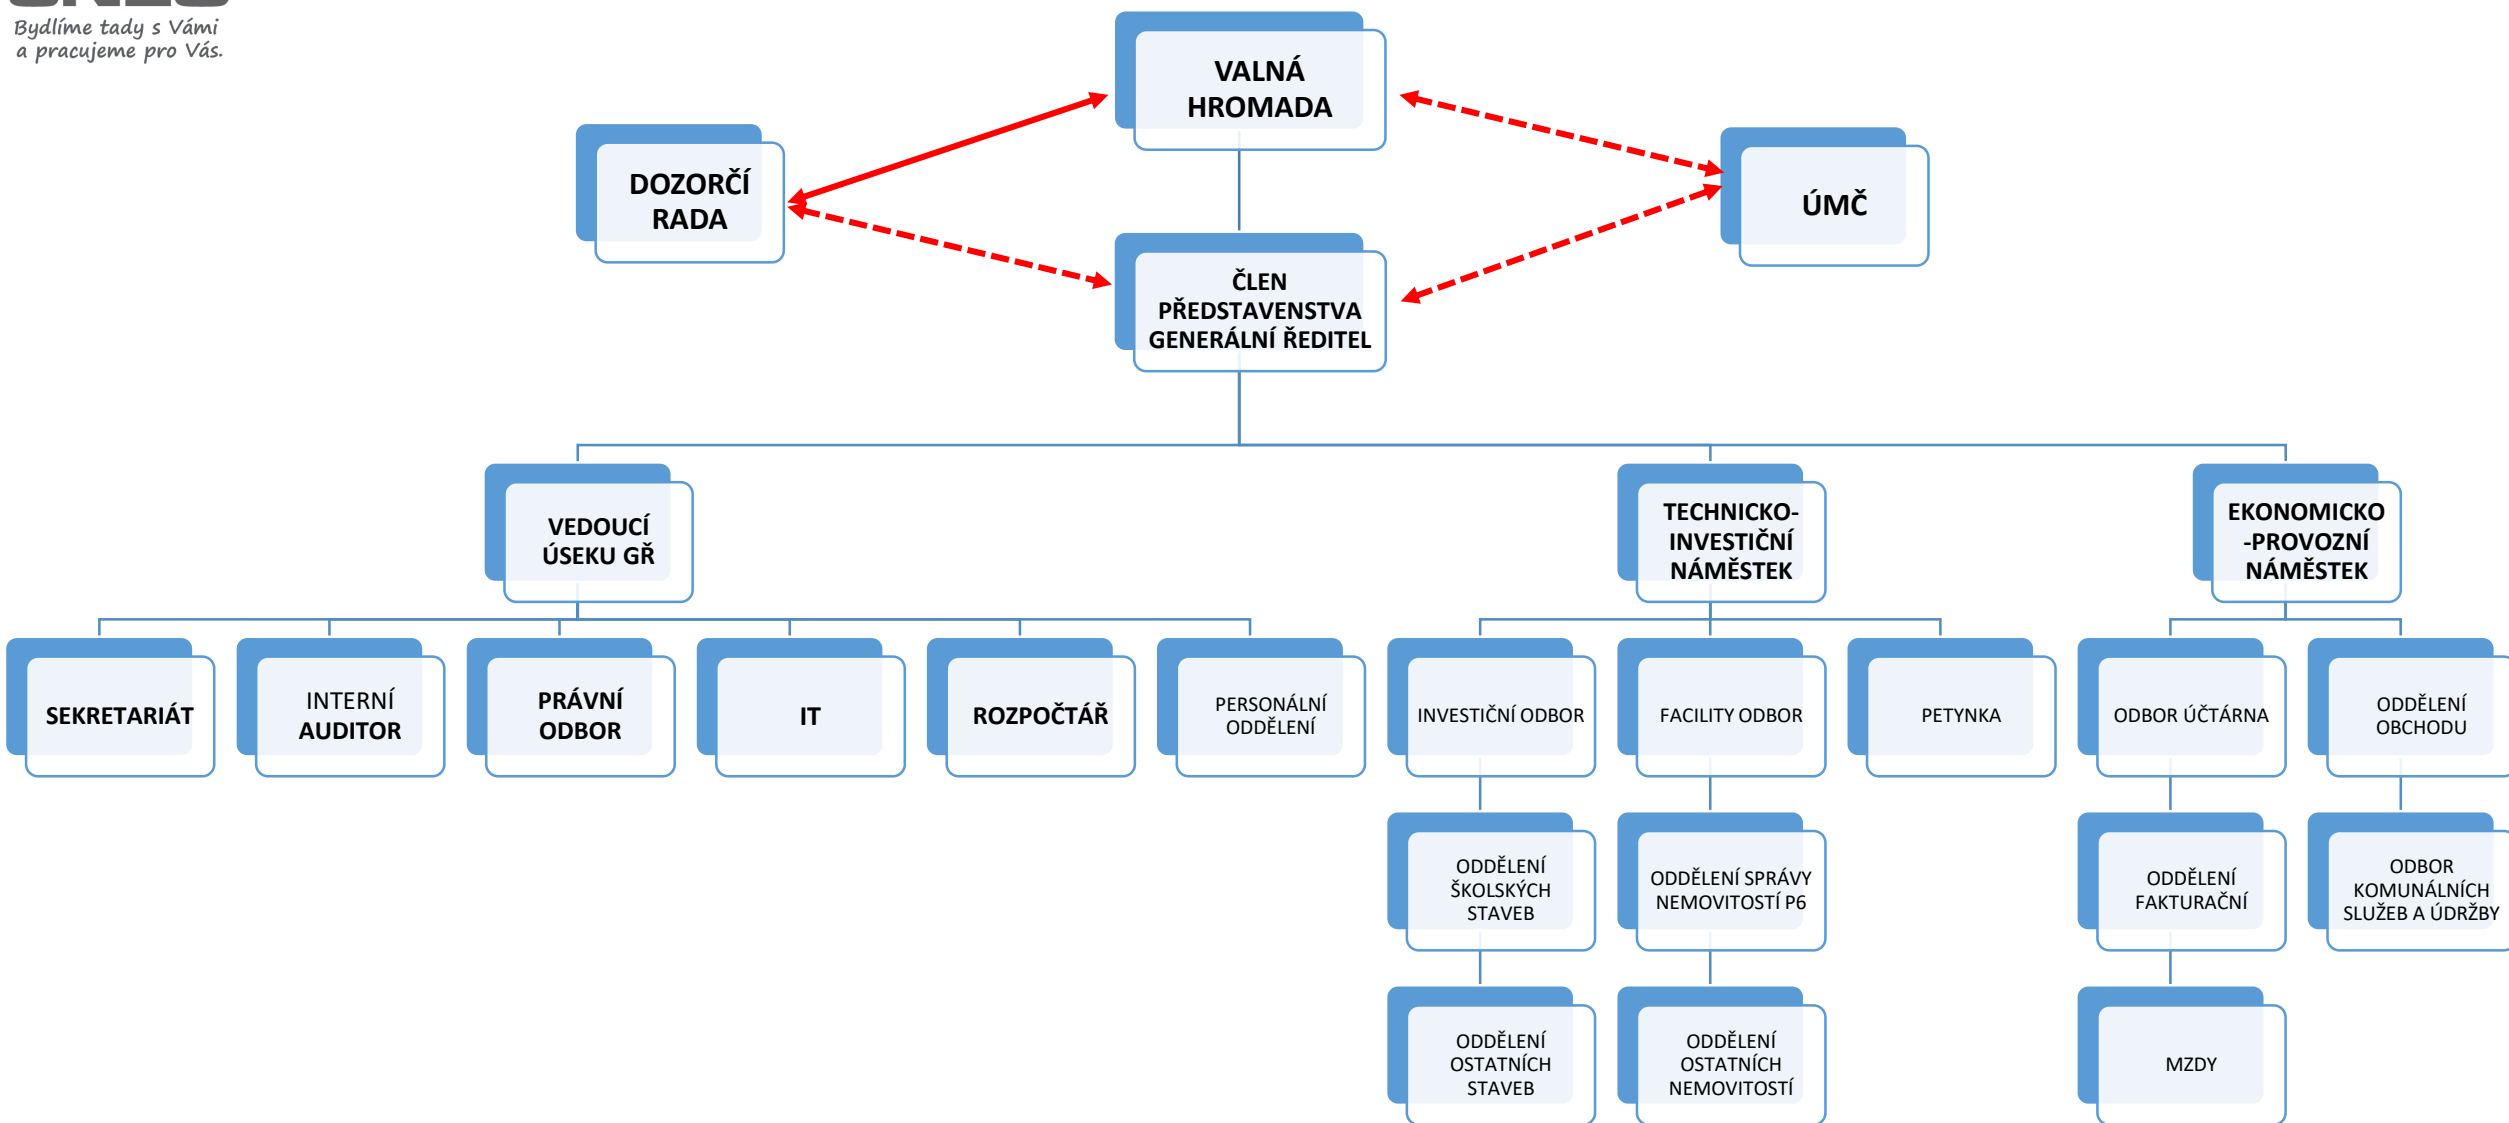 Bydlíme tady s Vámi
a pracujeme pro Vás.
VALNÁ
HROMADA
DOZORČÍ
RADA
ÚMČ
ČLEN
PŘEDSTAVENSTVA
GENERÁLNÍ ŘEDITEL
VEDOUCÍ
ÚSEKU GŘ
TECHNICKO-
INVESTIČNÍ
NÁMĚSTEK
EKONOMICKO
-PROVOZNÍ
NÁMĚSTEK
SEKRETARIÁT
INTERNÍ
AUDITOR
PRÁVNÍ
ODBOR
IT
ROZPOČTÁŘ
PERSONÁLNÍ
ODDĚLENÍ
INVESTIČNÍ ODBOR
FACILITY ODBOR
PETYNKA
ODBOR ÚČTÁRNA
ODDĚLENÍ
OBCHODU
ODDĚLENÍ
ŠKOLSKÝCH
STAVEB
ODDĚLENÍ SPRÁVY
NEMOVITOSTÍ P6
ODDĚLENÍ
FAKTURAČNÍ
ODBOR
KOMUNÁLNÍCH
SLUŽEB A ÚDRŽBY
ODDĚLENÍ
OSTATNÍCH
STAVEB
ODDĚLENÍ
OSTATNÍCH
NEMOVITOSTÍ
MZDY